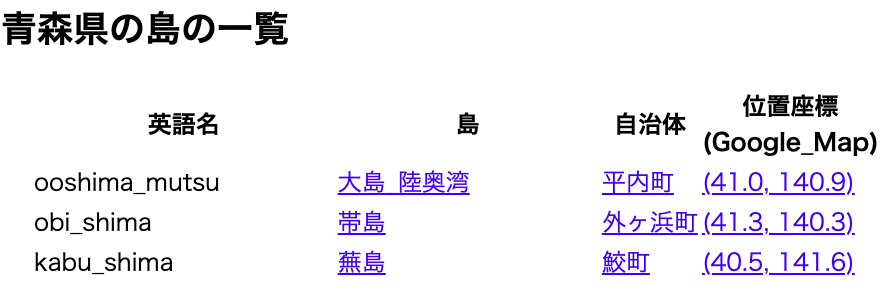 青森県の島の一覧
英語名 島 自治体 位置座標
(Google_Map)
ooshima_mutsu 大島_陸奥湾 平内町 (41.0, 140.9)
obi_shima 帯島 外ヶ浜町 (41.3, 140.3)
kabu_shima 蕪島 鮫町 (40.5, 141.6)